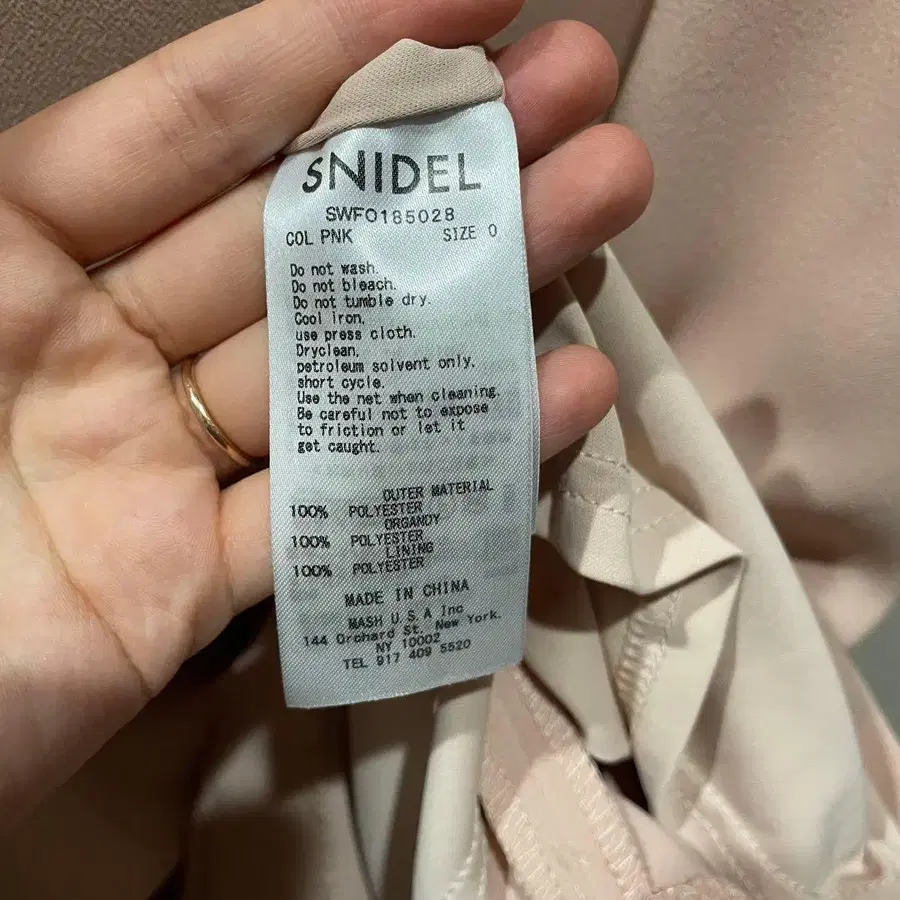 SNIDEL
SWFO185028
COL PNK SIZE 0
Do not wash.
Do not bleach.
Do not tumble dry.
Cool iron.
use press cloth.
Dryclean.
petroleum solvent only.
short cycle.
Use the net when cleaning.
Be careful not to expose
to friction or let it
get caught.
OUTER MATERIAL
100% POLYESTER
ORGANDY
100% POLYESTER
LINING
100% POLYESTER
MADE IN CHINA
MASH U.S.A Inc
144 Orchard St. New York.
NY 10002
TEL 917 409 5520